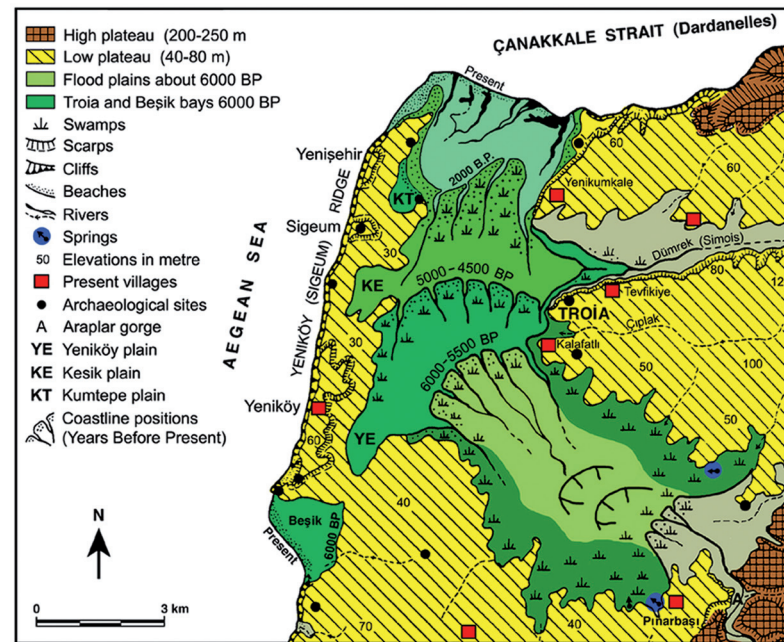 High plateau (200-250 m
Low plateau (40-80 m)
Flood plains about 6000 BP
Troia and Beşik bays 6000 BP
Swamps
Scarps
Cliffs
Beaches
Rivers
Springs
50 Elevations in metre
Present villages
Archaeological sites
A Araplar gorge
YE Yeniköy plain
KE Kesik plain
KT Kumtepe plain
Coastline positions
(Years Before Present)
N
0 3 km
ÇANAKKALE STRAIT (Dardanelles)
Present
60
60
Yenişehir
2000 B.P.
Yenikumkale
KT
RIDGE
Sigeum
Dümrek (Simois)
30
AEGEAN SEA
YENİKÖY (SIGEUM)
KE
5000-4500 BP
80
Tevfikiye
TROİA
Çıplak
100
Kalafatlı
30
6000-5500 BP
50
50
Yeniköy
60
YE
40
Beşik
6000 BP
Present
A
Pınarbaşı
70
40